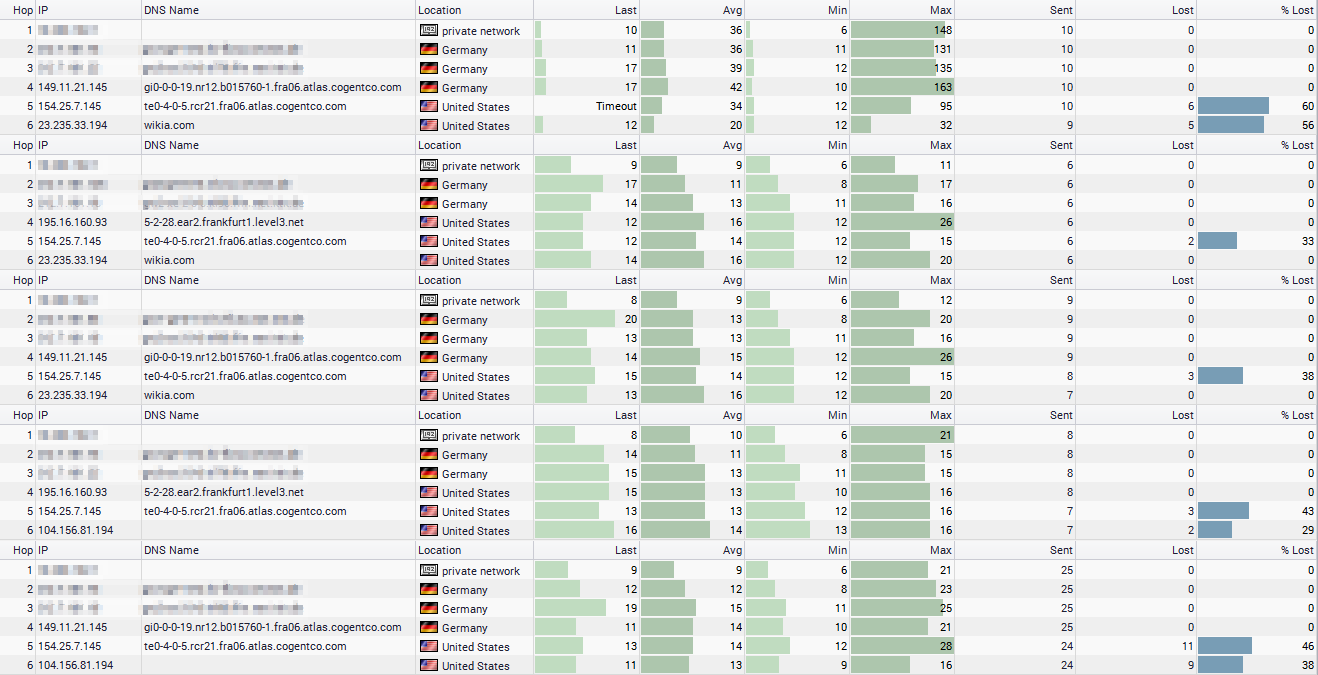 Hop IP DNS Name Location Last Avg Min Max Sent Lost % Lost
1 private network 10 36 6 148 10 0 0
2 Germany 11 36 11 131 10 0 0
3 Germany 17 39 12 135 10 0 0
4 149.11.21.145 gi0-0-0-19.nr12.b015760-1.fra06.atlas.cogentco.com Germany 17 42 10 163 10 0 0
5 154.25.7.145 te0-4-0-5.rcr21.fra06.atlas.cogentco.com United States Timeout 34 12 95 10 6 60
6 23.235.33.194 wikia.com United States 12 20 12 32 9 5 56
Hop IP DNS Name Location Last Avg Min Max Sent Lost % Lost
1 private network 9 9 6 11 6 0 0
2 Germany 17 11 8 17 6 0 0
3 Germany 14 13 11 16 6 0 0
4 195.16.160.93 5-2-28.ear2.frankfurt1.level3.net United States 12 16 12 26 6 0 0
5 154.25.7.145 te0-4-0-5.rcr21.fra06.atlas.cogentco.com United States 12 14 12 15 6 2 33
6 23.235.33.194 wikia.com United States 14 16 12 20 6 0 0
Hop IP DNS Name Location Last Avg Min Max Sent Lost % Lost
1 private network 8 9 6 12 9 0 0
2 Germany 20 13 8 20 9 0 0
3 Germany 13 13 11 16 9 0 0
4 149.11.21.145 gi0-0-0-19.nr12.b015760-1.fra06.atlas.cogentco.com Germany 14 15 12 26 9 0 0
5 154.25.7.145 te0-4-0-5.rcr21.fra06.atlas.cogentco.com United States 15 14 12 15 8 3 38
6 23.235.33.194 wikia.com United States 13 16 12 20 7 0 0
Hop IP DNS Name Location Last Avg Min Max Sent Lost % Lost
1 private network 8 10 6 21 8 0 0
2 Germany 14 11 8 15 8 0 0
3 Germany 15 13 11 15 8 0 0
4 195.16.160.93 5-2-28.ear2.frankfurt1.level3.net United States 15 13 10 16 8 0 0
5 154.25.7.145 te0-4-0-5.rcr21.fra06.atlas.cogentco.com United States 13 13 12 16 7 3 43
6 104.156.81.194 United States 16 14 13 16 7 2 29
Hop IP DNS Name Location Last Avg Min Max Sent Lost % Lost
1 private network 9 9 6 21 25 0 0
2 Germany 12 12 8 23 25 0 0
3 Germany 19 15 11 25 25 0 0
4 149.11.21.145 gi0-0-0-19.nr12.b015760-1.fra06.atlas.cogentco.com Germany 11 14 10 21 25 0 0
5 154.25.7.145 te0-4-0-5.rcr21.fra06.atlas.cogentco.com United States 13 14 12 28 24 11 46
6 104.156.81.194 United States 11 13 9 16 24 9 38